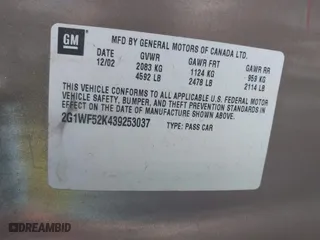 GM
MFD BY GENERAL MOTORS OF CANADA LTD.
DATE GVWR GAWR FRT GAWR RR
12/02 2083 KG 1124 KG 959 KG
4592 LB 2478 LB 2114 LB
THIS VEHICLE CONFORMS TO ALL APPLICABLE U.S. FEDERAL MOTOR
VEHICLE SAFETY, BUMPER, AND THEFT PREVENTION STANDARDS
IN EFFECT ON THE DATE OF MANUFACTURE SHOWN ABOVE.
2G1WF52K439253037 TYPE: PASS CAR
DREAMBID